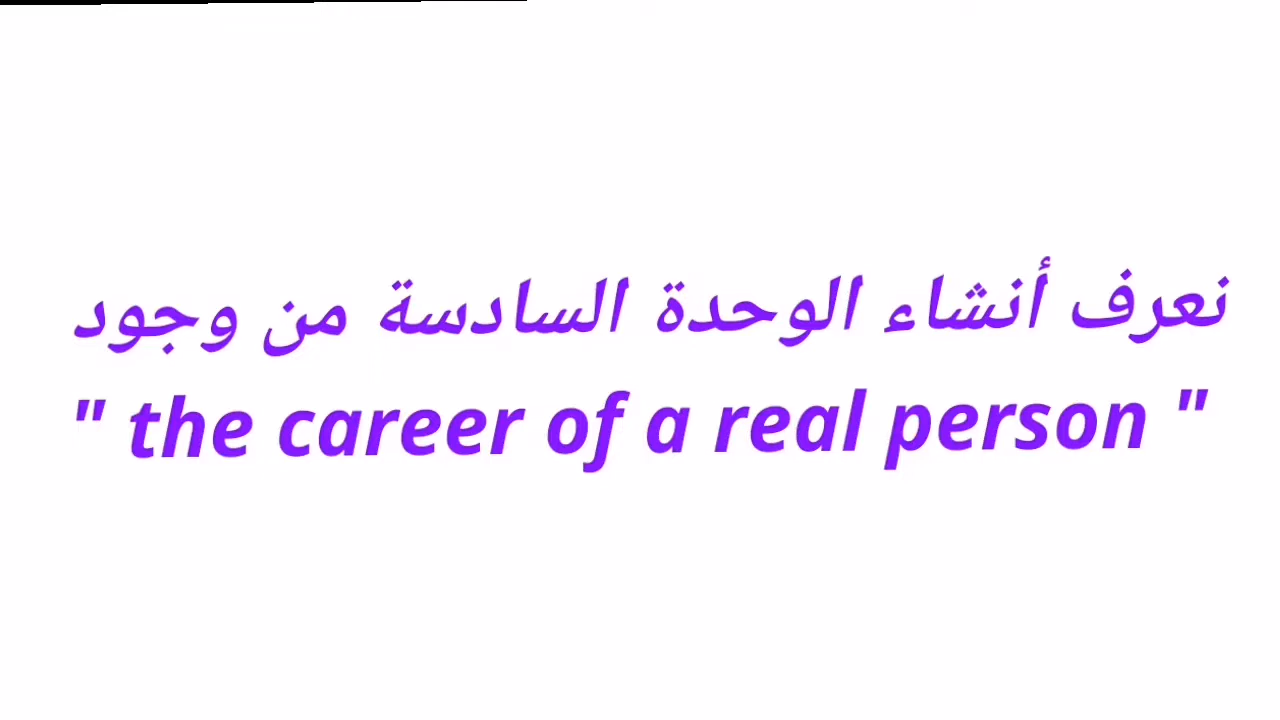 نعرف أنشاء الوحدة السادسة من وجود
" the career of a real person "